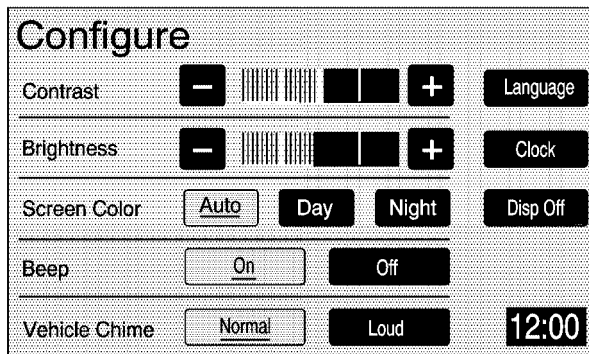 Configure
Contrast − + Language
Brightness − + Clock
Screen Color Auto Day Night Disp Off
Beep On Off
Vehicle Chime Normal Loud 12:00